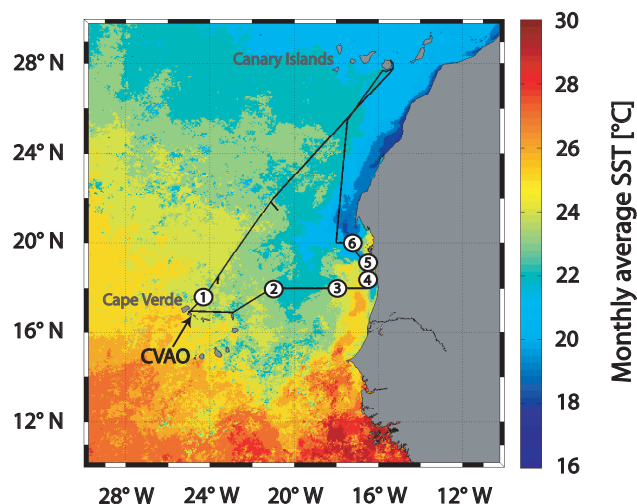 28° N
24° N
20° N
16° N
12° N
28° W
24° W
20° W
16° W
12° W
Canary Islands
Cape Verde
CVAO
1
2
3
4
5
6
30
28
26
24
22
20
18
16
Monthly average SST [°C]